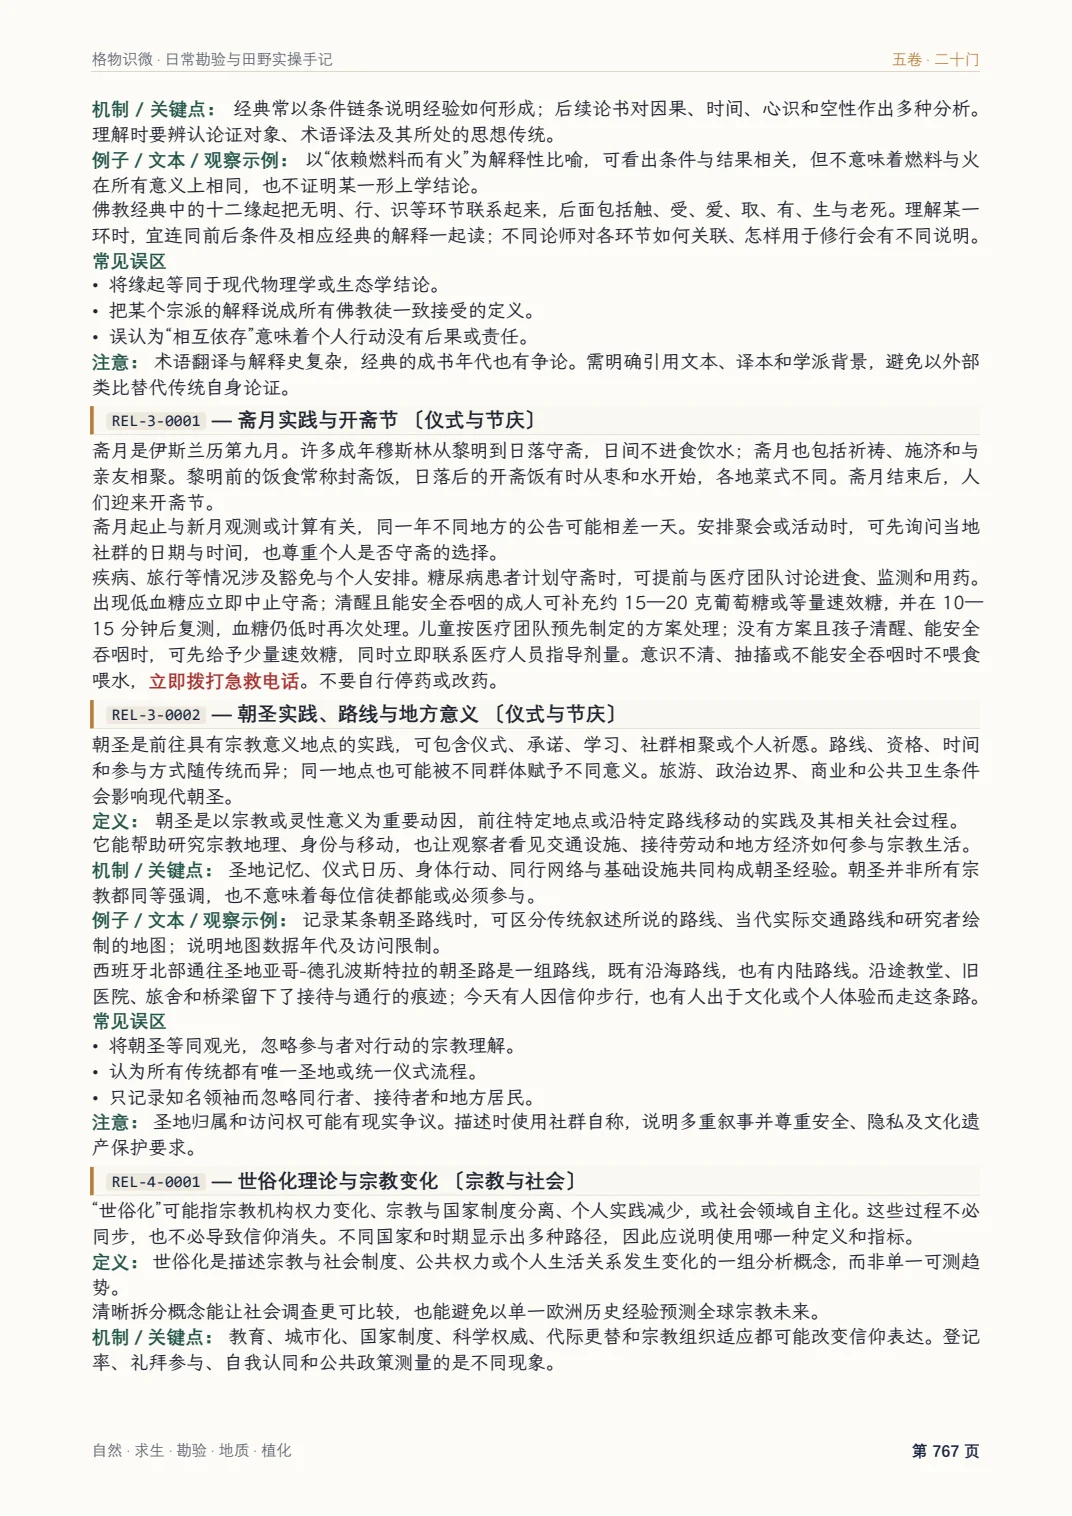 格物识微 · 日常勘验与田野实操手记
五卷 · 二十门
机制 / 关键点： 经典常以条件链条说明经验如何形成；后续论书对因果、时间、心识和空性作出多种分析。
理解时要辨认论证对象、术语译法及其所处的思想传统。
例子 / 文本 / 观察示例： 以“依赖燃料而有火”为解释性比喻，可看出条件与结果相关，但不意味着燃料与火
在所有意义上相同，也不证明某一形上学结论。
佛教经典中的十二缘起把无明、行、识等环节联系起来，后面包括触、受、爱、取、有、生与老死。理解某一
环时，宜连同前后条件及相应经典的解释一起读；不同论师对各环节如何关联、怎样用于修行会有不同说明。
常见误区
• 将缘起等同于现代物理学或生态学结论。
• 把某个宗派的解释说成所有佛教徒一致接受的定义。
• 误认为“相互依存”意味着个人行动没有后果或责任。
注意： 术语翻译与解释史复杂，经典的成书年代也有争论。需明确引用文本、译本和学派背景，避免以外部
类比替代传统自身论证。
REL-3-0001 — 斋月实践与开斋节 〔仪式与节庆〕
斋月是伊斯兰历第九月。许多成年穆斯林从黎明到日落守斋，日间不进食饮水；斋月也包括祈祷、施济和与
亲友相聚。黎明前的饭食常称封斋饭，日落后的开斋饭有时从枣和水开始，各地菜式不同。斋月结束后，人
们迎来开斋节。
斋月起止与新月观测或计算有关，同一年不同地方的公告可能相差一天。安排聚会或活动时，可先询问当地
社群的日期与时间，也尊重个人是否守斋的选择。
疾病、旅行等情况涉及豁免与个人安排。糖尿病患者计划守斋时，可提前与医疗团队讨论进食、监测和用药。
出现低血糖应立即中止守斋；清醒且能安全吞咽的成人可补充约 15—20 克葡萄糖或等量速效糖，并在 10—
15 分钟后复测，血糖仍低时再次处理。儿童按医疗团队预先制定的方案处理；没有方案且孩子清醒、能安全
吞咽时，可先给予少量速效糖，同时立即联系医疗人员指导剂量。意识不清、抽搐或不能安全吞咽时不喂食
喂水，立即拨打急救电话。不要自行停药或改药。
REL-3-0002 — 朝圣实践、路线与地方意义 〔仪式与节庆〕
朝圣是前往具有宗教意义地点的实践，可包含仪式、承诺、学习、社群相聚或个人祈愿。路线、资格、时间
和参与方式随传统而异；同一地点也可能被不同群体赋予不同意义。旅游、政治边界、商业和公共卫生条件
会影响现代朝圣。
定义： 朝圣是以宗教或灵性意义为重要动因，前往特定地点或沿特定路线移动的实践及其相关社会过程。
它能帮助研究宗教地理、身份与移动，也让观察者看见交通设施、接待劳动和地方经济如何参与宗教生活。
机制 / 关键点： 圣地记忆、仪式日历、身体行动、同行网络与基础设施共同构成朝圣经验。朝圣并非所有宗
教都同等强调，也不意味着每位信徒都能或必须参与。
例子 / 文本 / 观察示例： 记录某条朝圣路线时，可区分传统叙述所说的路线、当代实际交通路线和研究者绘
制的地图；说明地图数据年代及访问限制。
西班牙北部通往圣地亚哥-德孔波斯特拉的朝圣路是一组路线，既有沿海路线，也有内陆路线。沿途教堂、旧
医院、旅舍和桥梁留下了接待与通行的痕迹；今天有人因信仰步行，也有人出于文化或个人体验而走这条路。
常见误区
• 将朝圣等同观光，忽略参与者对行动的宗教理解。
• 认为所有传统都有唯一圣地或统一仪式流程。
• 只记录知名领袖而忽略同行者、接待者和地方居民。
注意： 圣地归属和访问权可能有现实争议。描述时使用社群自称，说明多重叙事并尊重安全、隐私及文化遗
产保护要求。
REL-4-0001 — 世俗化理论与宗教变化 〔宗教与社会〕
“世俗化”可能指宗教机构权力变化、宗教与国家制度分离、个人实践减少，或社会领域自主化。这些过程不必
同步，也不必导致信仰消失。不同国家和时期显示出多种路径，因此应说明使用哪一种定义和指标。
定义： 世俗化是描述宗教与社会制度、公共权力或个人生活关系发生变化的一组分析概念，而非单一可测趋
势。
清晰拆分概念能让社会调查更可比较，也能避免以单一欧洲历史经验预测全球宗教未来。
机制 / 关键点： 教育、城市化、国家制度、科学权威、代际更替和宗教组织适应都可能改变信仰表达。登记
率、礼拜参与、自我认同和公共政策测量的是不同现象。
自然 · 求生 · 勘验 · 地质 · 植化
第 767 页